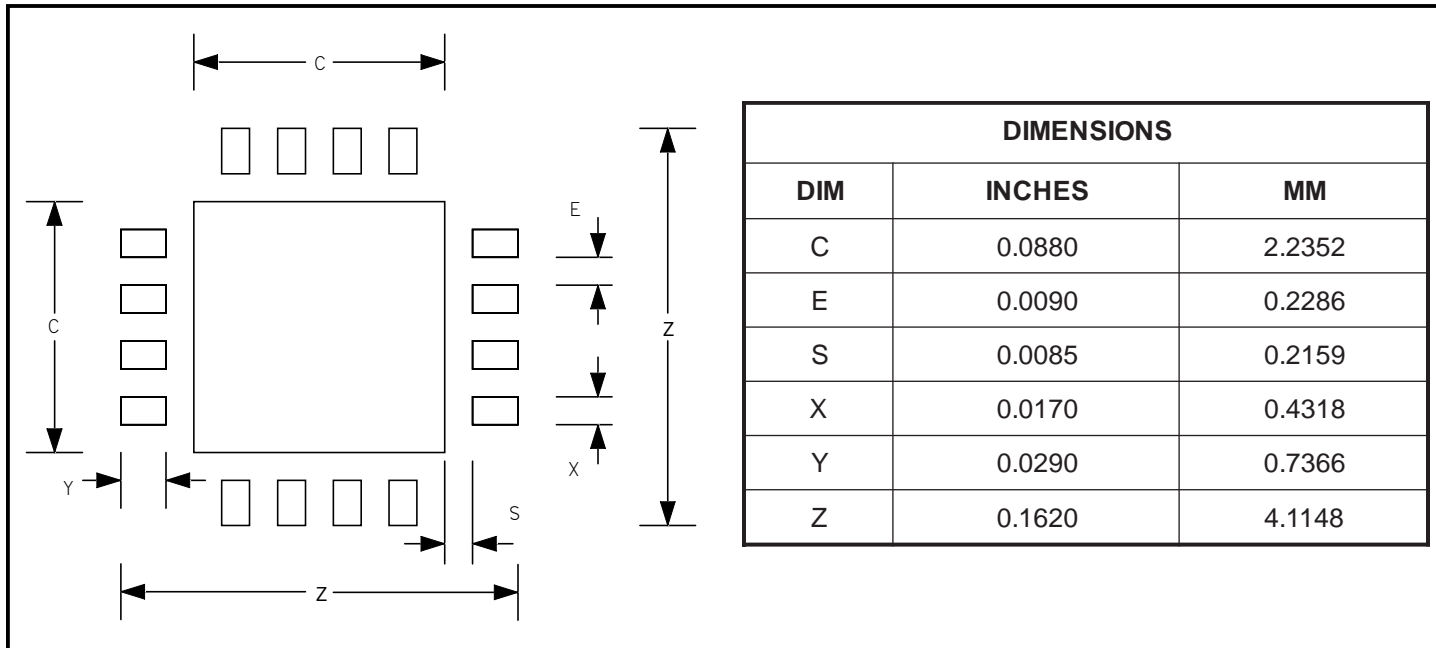 C
E
C
Z
X
Y
S
Z
DIMENSIONS
DIM INCHES MM
C 0.0880 2.2352
E 0.0090 0.2286
S 0.0085 0.2159
X 0.0170 0.4318
Y 0.0290 0.7366
Z 0.1620 4.1148